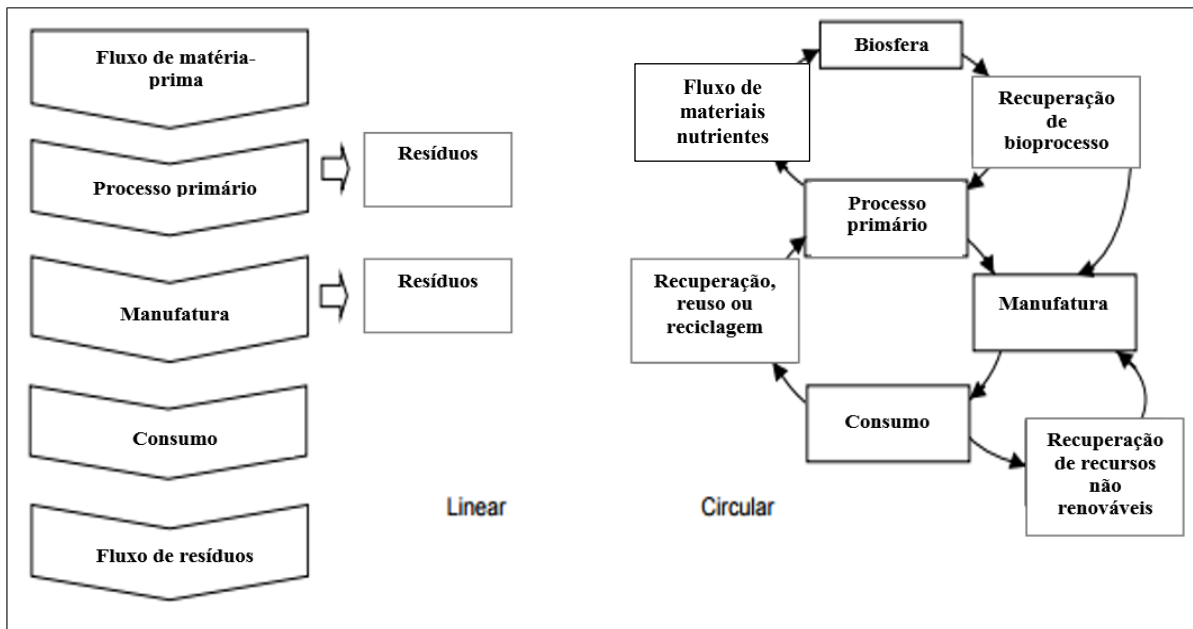 Fluxo de matéria-
prima
Processo primário
Resíduos
Manufatura
Resíduos
Consumo
Fluxo de resíduos
Linear
Biosfera
Fluxo de
materiais
nutrientes
Recuperação
de
bioprocesso
Processo
primário
Recuperação,
reuso ou
reciclagem
Manufatura
Consumo
Recuperação
de recursos
não
renováveis
Circular